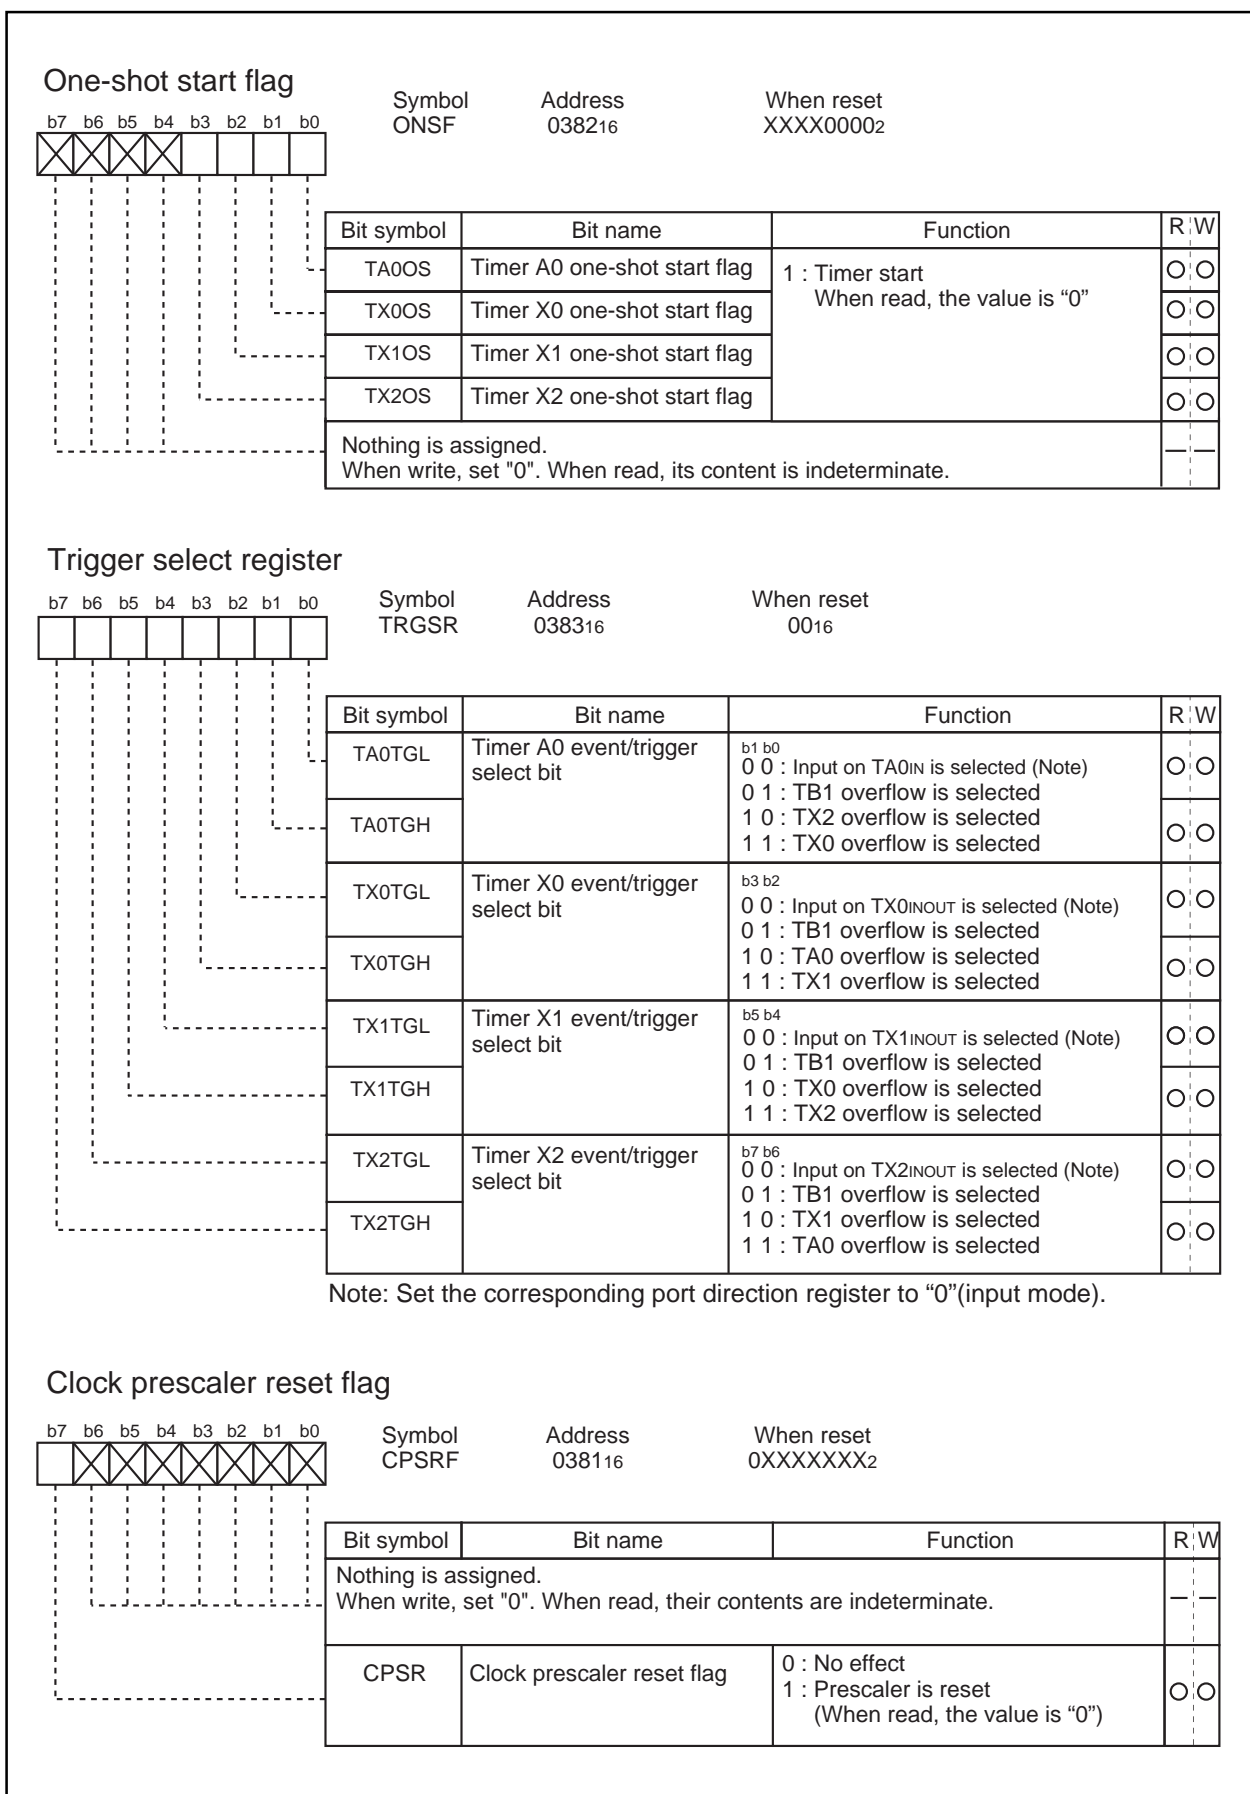 One-shot start flag
Symbol Address When reset
b7 b6 b5 b4 b3 b2 b1 b0
ONSF 038216 XXXX00002
Bit symbol Bit name Function R W
TA0OS Timer A0 one-shot start flag 1 : Timer start
When read, the value is “0”
TX0OS Timer X0 one-shot start flag
TX1OS Timer X1 one-shot start flag
TX2OS Timer X2 one-shot start flag
Nothing is assigned.
When write, set "0". When read, its content is indeterminate.
Trigger select register
b7 b6 b5 b4 b3 b2 b1 b0
Symbol Address When reset
TRGSR 038316 0016
Bit symbol Bit name Function R W
TA0TGL Timer A0 event/trigger
select bit
b1 b0
0 0 : Input on TA0IN is selected (Note)
0 1 : TB1 overflow is selected
TA0TGH 1 0 : TX2 overflow is selected
1 1 : TX0 overflow is selected
TX0TGL Timer X0 event/trigger
select bit
b3 b2
0 0 : Input on TX0INOUT is selected (Note)
0 1 : TB1 overflow is selected
TX0TGH 1 0 : TA0 overflow is selected
1 1 : TX1 overflow is selected
TX1TGL Timer X1 event/trigger
select bit
b5 b4
0 0 : Input on TX1INOUT is selected (Note)
0 1 : TB1 overflow is selected
TX1TGH 1 0 : TX0 overflow is selected
1 1 : TX2 overflow is selected
TX2TGL Timer X2 event/trigger
select bit
b7 b6
0 0 : Input on TX2INOUT is selected (Note)
0 1 : TB1 overflow is selected
TX2TGH 1 0 : TX1 overflow is selected
1 1 : TA0 overflow is selected
Note: Set the corresponding port direction register to “0”(input mode).
Clock prescaler reset flag
b7 b6 b5 b4 b3 b2 b1 b0
Symbol Address When reset
CPSRF 038116 0XXXXXXX2
Bit symbol Bit name Function R W
Nothing is assigned.
When write, set "0". When read, their contents are indeterminate.
CPSR Clock prescaler reset flag 0 : No effect
1 : Prescaler is reset
(When read, the value is “0”)